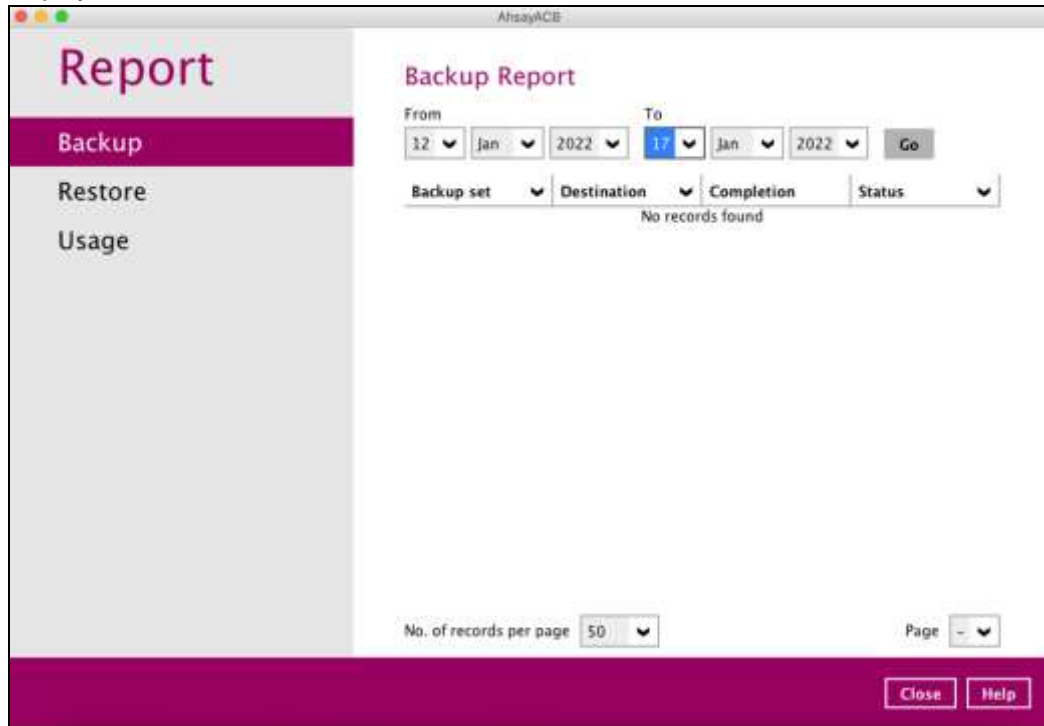 AhsayACB
Report
Backup
Restore
Usage
Backup Report
From To
12 Jan 2022 17 Jan 2022 Go
Backup set Destination Completion Status
No records found
No. of records per page 50 Page -
Close Help